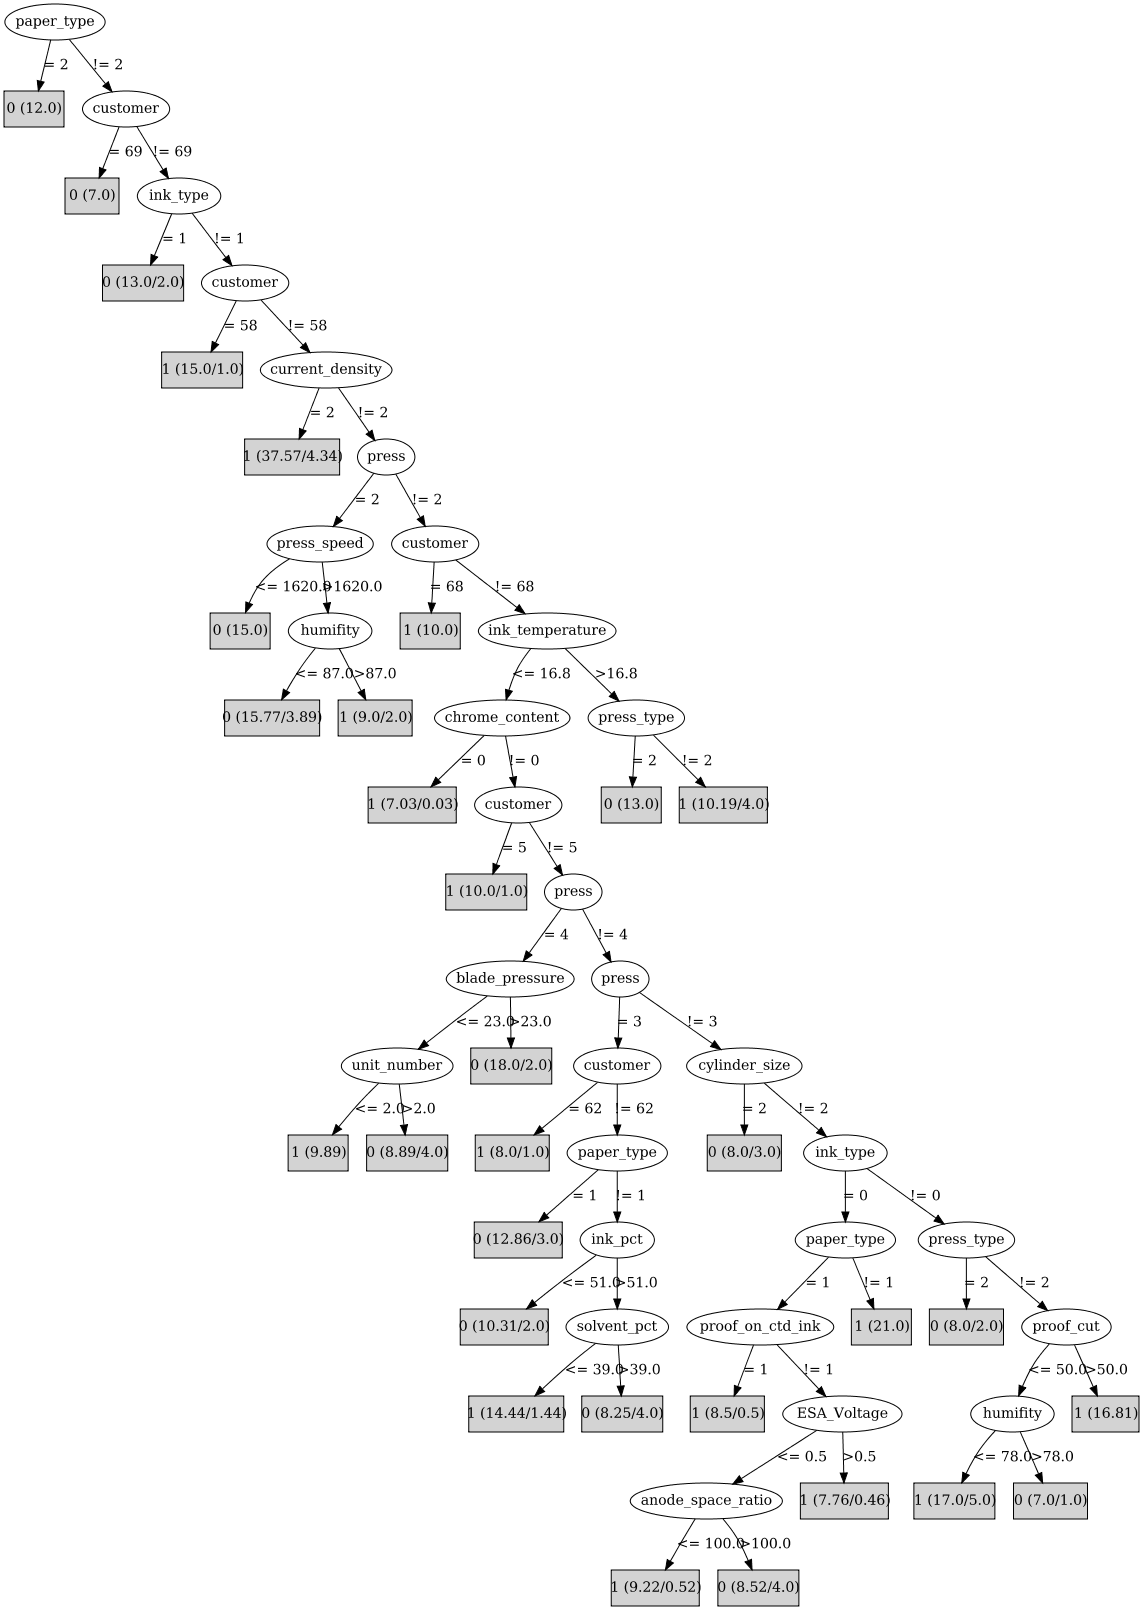 paper_type
= 2 != 2
0 (12.0) customer
= 69 != 69
0 (7.0) ink_type
= 1 != 1
0 (13.0/2.0) customer
= 58 != 58
1 (15.0/1.0) current_density
= 2 != 2
1 (37.57/4.34) press
= 2 != 2
press_speed customer
<= 1620.0 >1620.0 = 68 != 68
0 (15.0) humifity 1 (10.0) ink_temperature
<= 87.0 >87.0 <= 16.8 >16.8
0 (15.77/3.89) 1 (9.0/2.0) chrome_content press_type
= 0 != 0 = 2 != 2
1 (7.03/0.03) customer 0 (13.0) 1 (10.19/4.0)
= 5 != 5
1 (10.0/1.0) press
= 4 != 4
blade_pressure press
<= 23.0 >23.0 = 3 != 3
unit_number 0 (18.0/2.0) customer cylinder_size
<= 2.0 >2.0 = 62 != 62 = 2 != 2
1 (9.89) 0 (8.89/4.0) 1 (8.0/1.0) paper_type 0 (8.0/3.0) ink_type
= 1 != 1 = 0 != 0
0 (12.86/3.0) ink_pct paper_type press_type
<= 51.0 >51.0 = 1 != 1 = 2 != 2
0 (10.31/2.0) solvent_pct proof_on_ctd_ink 1 (21.0) 0 (8.0/2.0) proof_cut
<= 39.0 >39.0 = 1 != 1 <= 50.0 >50.0
1 (14.44/1.44) 0 (8.25/4.0) 1 (8.5/0.5) ESA_Voltage humifity 1 (16.81)
<= 0.5 >0.5 <= 78.0 >78.0
anode_space_ratio 1 (7.76/0.46) 1 (17.0/5.0) 0 (7.0/1.0)
<= 100.0 >100.0
1 (9.22/0.52) 0 (8.52/4.0)